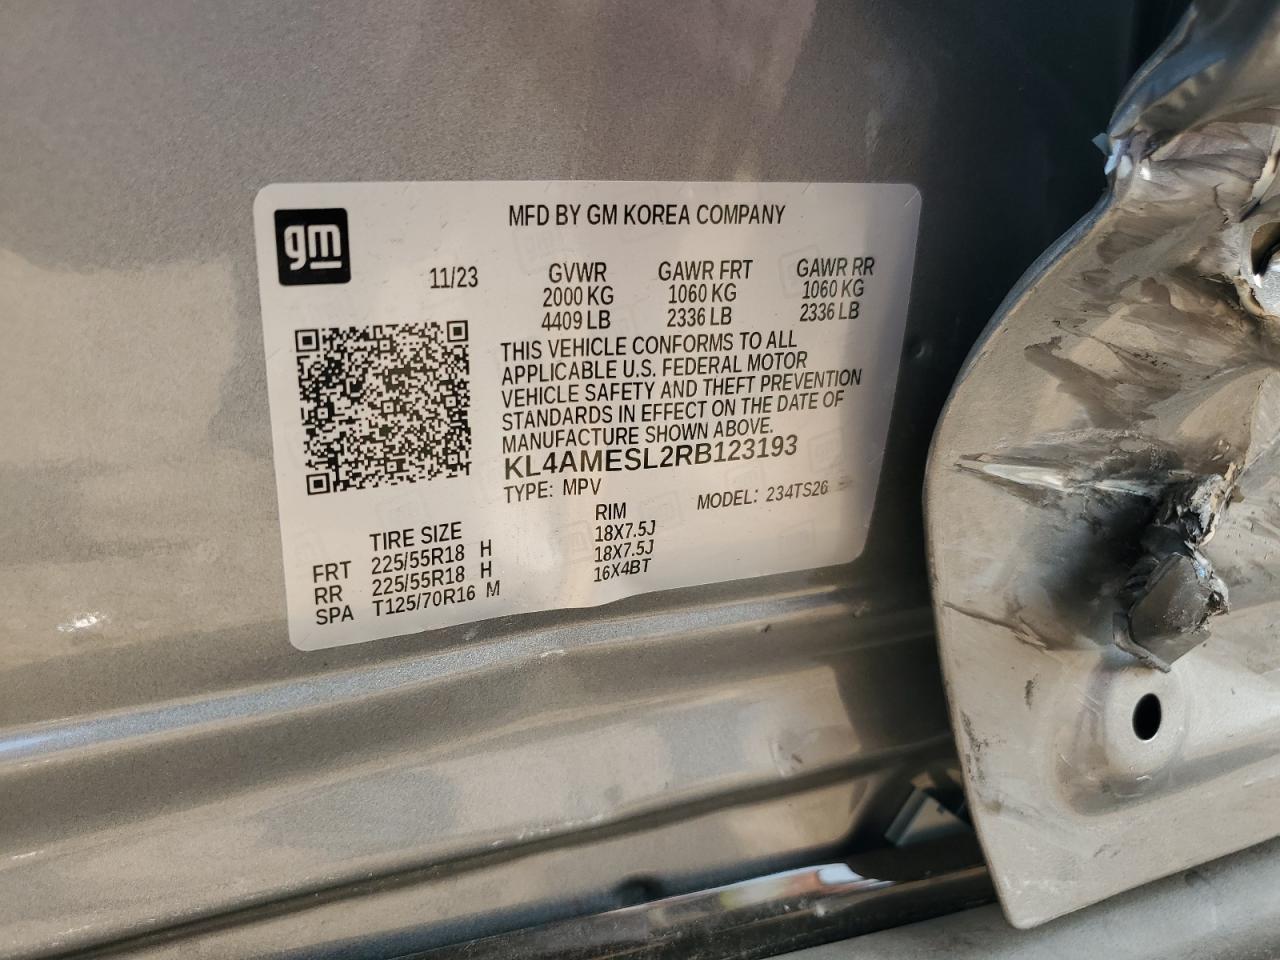 gm
MFD BY GM KOREA COMPANY
11/23 GVWR GAWR FRT GAWR RR
2000 KG 1060 KG 1060 KG
4409 LB 2336 LB 2336 LB
THIS VEHICLE CONFORMS TO ALL
APPLICABLE U.S. FEDERAL MOTOR
VEHICLE SAFETY AND THEFT PREVENTION
STANDARDS IN EFFECT ON THE DATE OF
MANUFACTURE SHOWN ABOVE.
KL4AMESL2RB123193
TYPE: MPV MODEL: 234TS26
TIRE SIZE RIM
FRT 225/55R18 H 18X7.5J
RR 225/55R18 H 18X7.5J
SPA T125/70R16 M 16X4BT